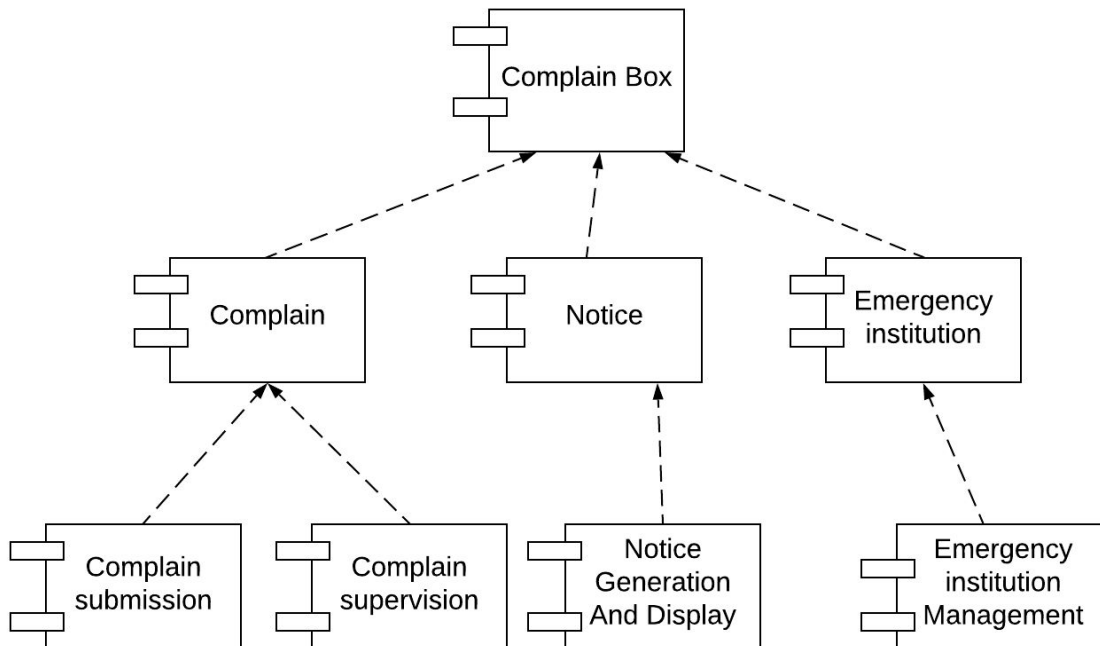 Complain Box
Complain
Notice
Emergency
institution
Complain
submission
Complain
supervision
Notice
Generation
And Display
Emergency
institution
Management